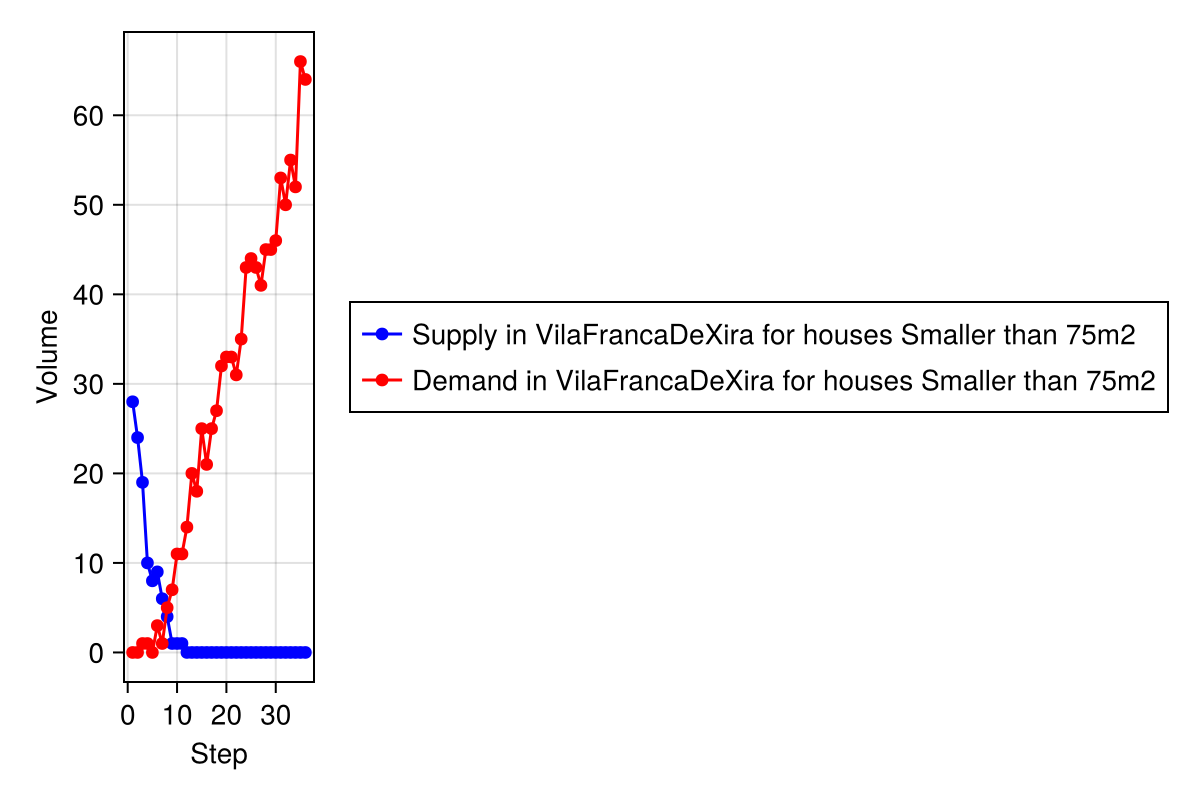 Volume
60
50
40
30
20
10
0
0 10 20 30
Step
Supply in VilaFrancaDeXira for houses Smaller than 75m2
Demand in VilaFrancaDeXira for houses Smaller than 75m2